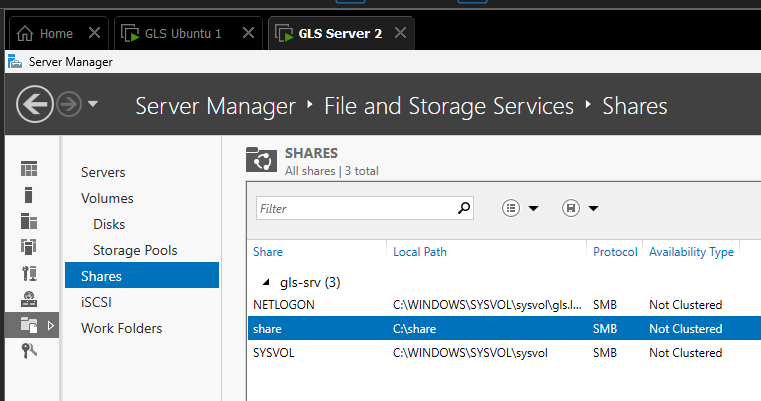 Home
GLS Ubuntu 1
GLS Server 2
Server Manager
Server Manager ‣ File and Storage Services ‣ Shares
Servers
Volumes
Disks
Storage Pools
Shares
iSCSI
Work Folders
SHARES
All shares | 3 total
Filter
Share Local Path Protocol Availability Type
gls-srv (3)
NETLOGON C:\WINDOWS\SYSVOL\sysvol\gls.l... SMB Not Clustered
share C:\share SMB Not Clustered
SYSVOL C:\WINDOWS\SYSVOL\sysvol SMB Not Clustered